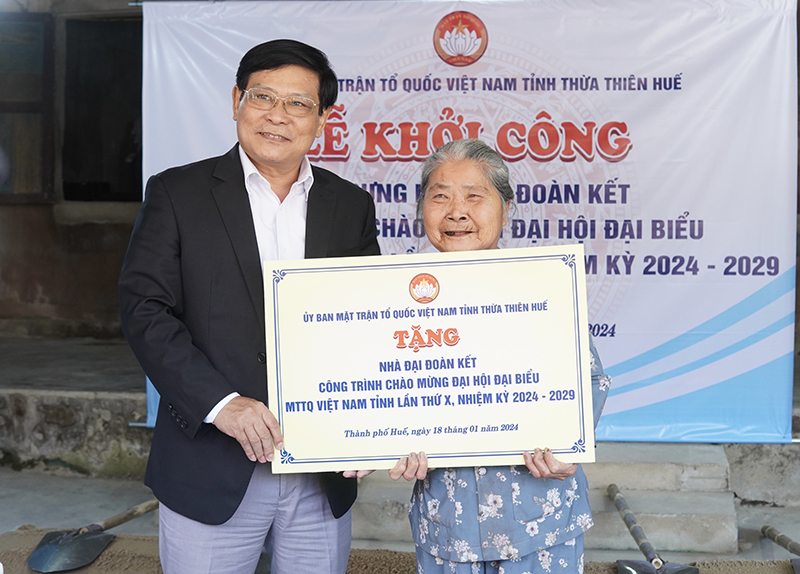 TRẬN TỔ QUỐC VIỆT NAM TỈNH THỪA THIÊN HUẾ
LỄ KHỞI CÔNG
ĐOÀN KẾT
CHÀO ĐẠI HỘI ĐẠI BIỂU
KỲ 2024 - 2029
2024
ỦY BAN MẶT TRẬN TỔ QUỐC VIỆT NAM TỈNH THỪA THIÊN HUẾ
TẶNG
NHÀ ĐẠI ĐOÀN KẾT
CÔNG TRÌNH CHÀO MỪNG ĐẠI HỘI ĐẠI BIỂU
MTTQ VIỆT NAM TỈNH LẦN THỨ X, NHIỆM KỲ 2024 - 2029
Thành phố Huế, ngày 18 tháng 01 năm 2024